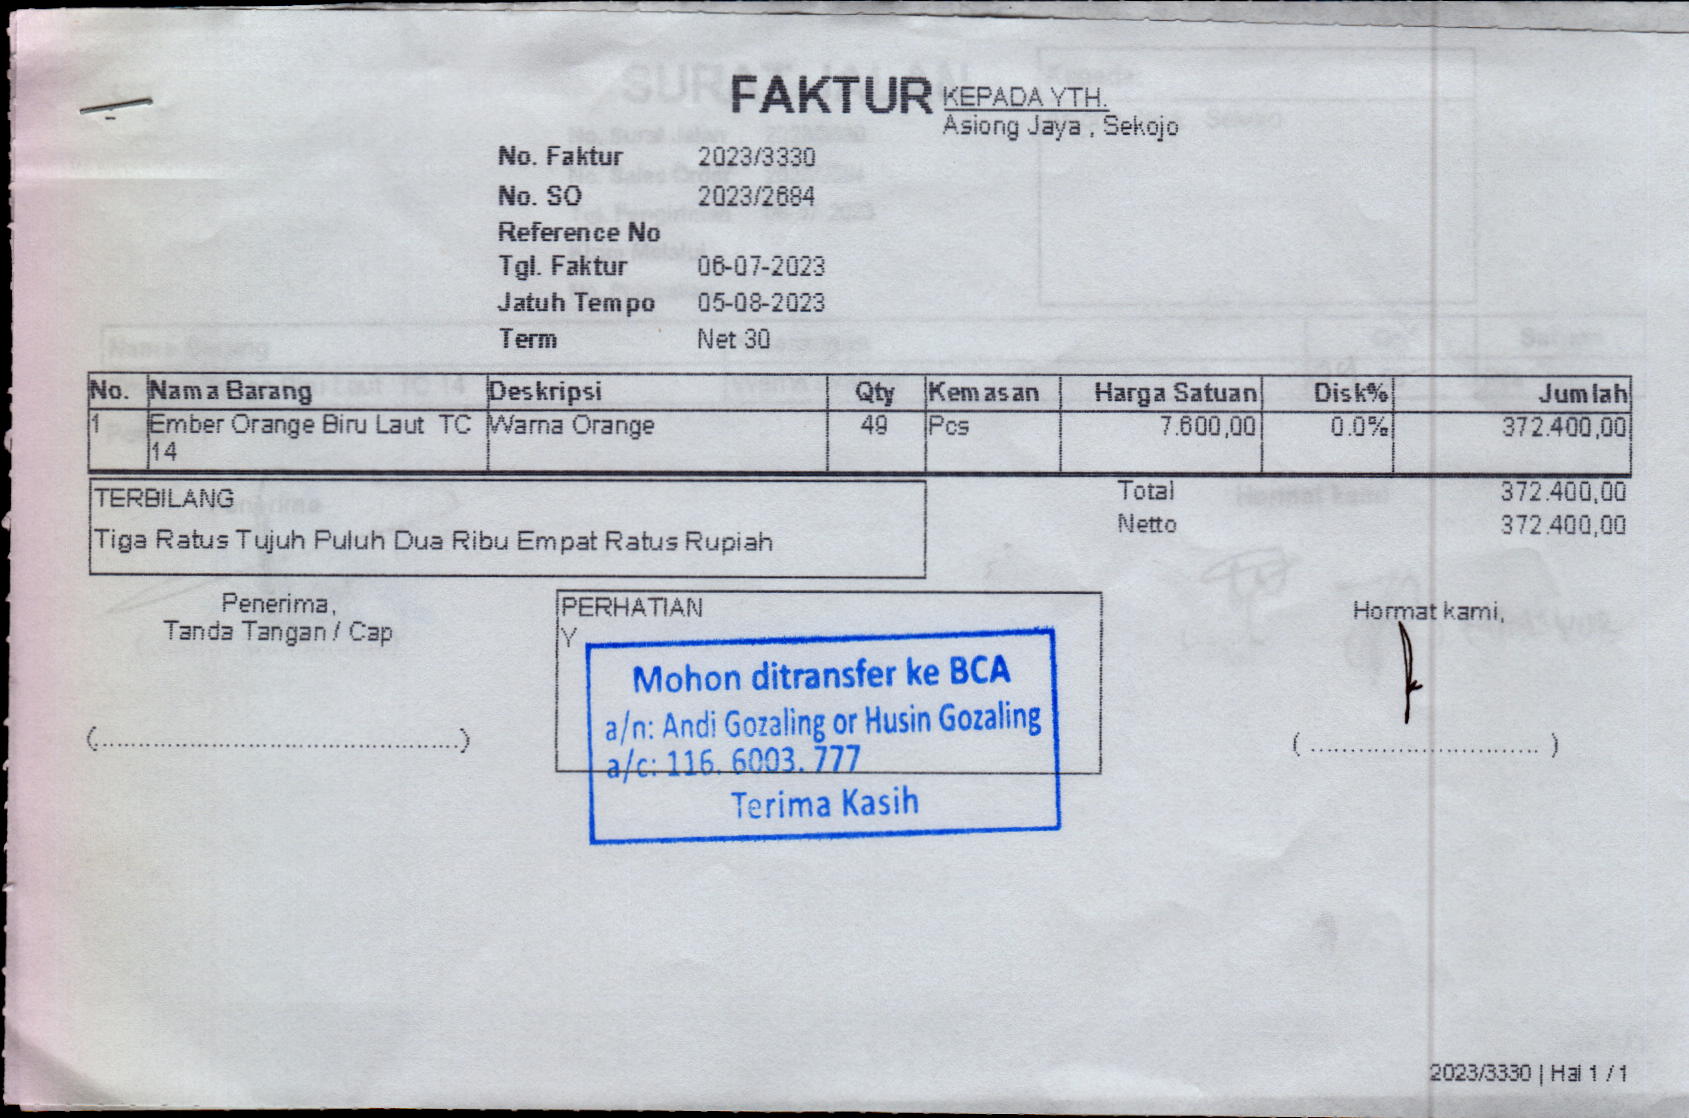 FAKTUR
KEPADA YTH.
Asiong Jaya , Sekojo
No. Faktur 2023/3330
No. SO 2023/2684
Reference No
Tgl. Faktur 06-07-2023
Jatuh Tempo 05-08-2023
Term Net 30
No. Nama Barang Deskripsi Qty Kemasan Harga Satuan Disk% Jumlah
1 Ember Orange Biru Laut TC 14 Warna Orange 49 Pcs 7.600,00 0.0% 372.400,00
TERBILANG
Tiga Ratus Tujuh Puluh Dua Ribu Empat Ratus Rupiah
Total 372.400,00
Netto 372.400,00
Penerima,
Tanda Tangan / Cap
(................................................)
PERHATIAN
Y
Mohon ditransfer ke BCA
a/n: Andi Gozaling or Husin Gozaling
a/c: 116. 6003. 777
Terima Kasih
Hormat kami,
( .............................. )
2023/3330 | Hal 1 / 1